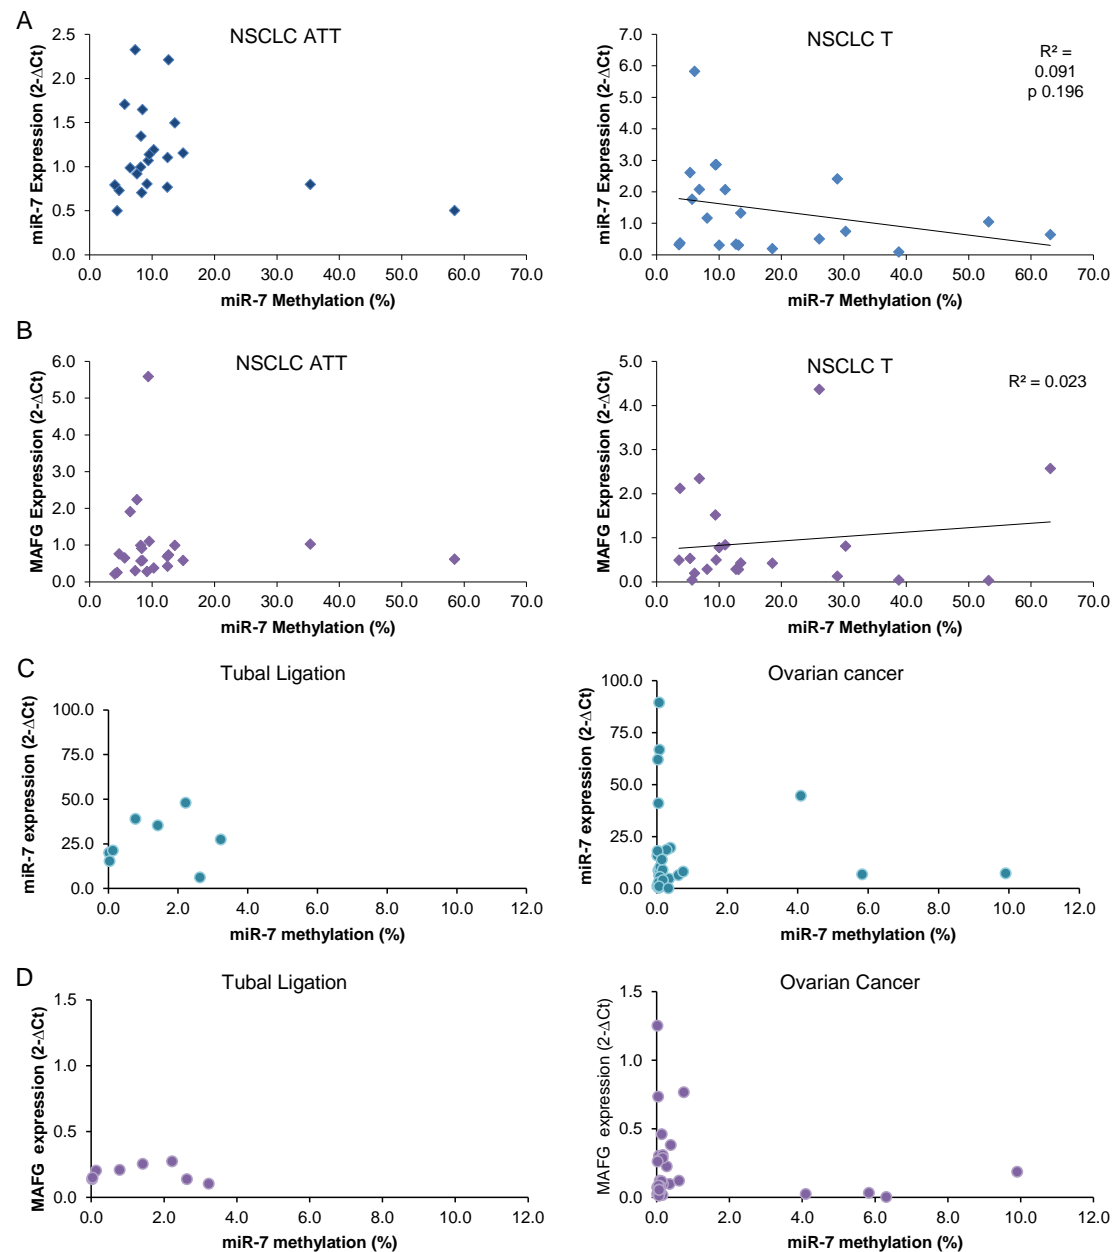 A
NSCLC ATT
miR-7 Expression (2-ΔCt)
2.5
2.0
1.5
1.0
0.5
0.0
0.0 10.0 20.0 30.0 40.0 50.0 60.0 70.0
miR-7 Methylation (%)
NSCLC T
R² =
0.091
p 0.196
miR-7 Expression (2-ΔCt)
7.0
6.0
5.0
4.0
3.0
2.0
1.0
0.0
0.0 10.0 20.0 30.0 40.0 50.0 60.0 70.0
miR-7 Methylation (%)
B
NSCLC ATT
MAFG Expression (2-ΔCt)
6.0
5.0
4.0
3.0
2.0
1.0
0.0
0.0 10.0 20.0 30.0 40.0 50.0 60.0 70.0
miR-7 Methylation (%)
NSCLC T
R² = 0.023
MAFG Expression (2-ΔCt)
5.0
4.0
3.0
2.0
1.0
0.0
0.0 10.0 20.0 30.0 40.0 50.0 60.0 70.0
miR-7 Methylation (%)
C
Tubal Ligation
miR-7 expression (2-ΔCt)
100.0
75.0
50.0
25.0
0.0
0.0 2.0 4.0 6.0 8.0 10.0 12.0
miR-7 methylation (%)
Ovarian cancer
miR-7 expression (2-ΔCt)
100.0
75.0
50.0
25.0
0.0
0.0 2.0 4.0 6.0 8.0 10.0 12.0
miR-7 methylation (%)
D
Tubal Ligation
MAFG expression (2-ΔCt)
1.5
1.0
0.5
0.0
0.0 2.0 4.0 6.0 8.0 10.0 12.0
miR-7 methylation (%)
Ovarian Cancer
MAFG expression (2-ΔCt)
1.5
1.0
0.5
0.0
0.0 2.0 4.0 6.0 8.0 10.0 12.0
miR-7 methylation (%)